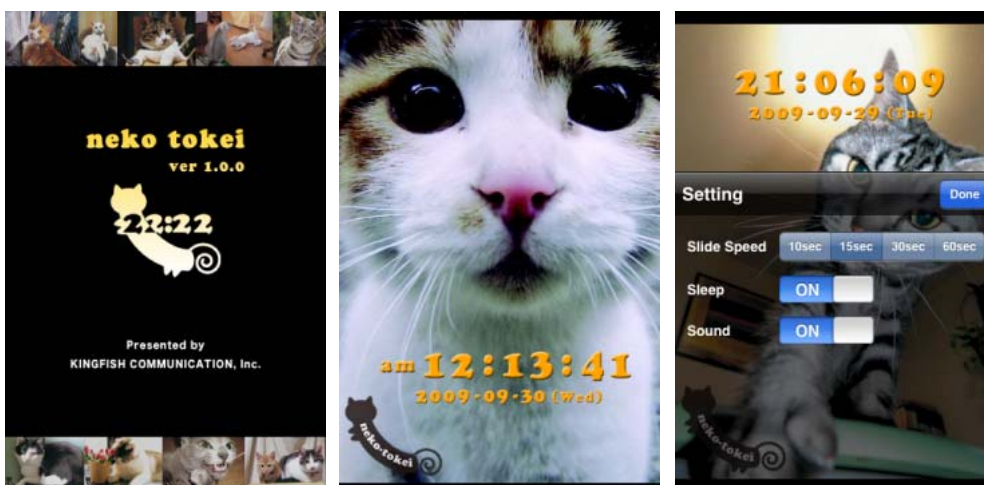 neko tokei
ver 1.0.0
22:22
Presented by
KINGFISH COMMUNICATION, Inc.
am 12:13:41
2009-09-30 (Wed)
neko-tokei
21:06:09
2009-09-29 (Tue)
Setting
Done
Slide Speed 10sec 15sec 30sec 60sec
Sleep ON
Sound ON
neko-tokei